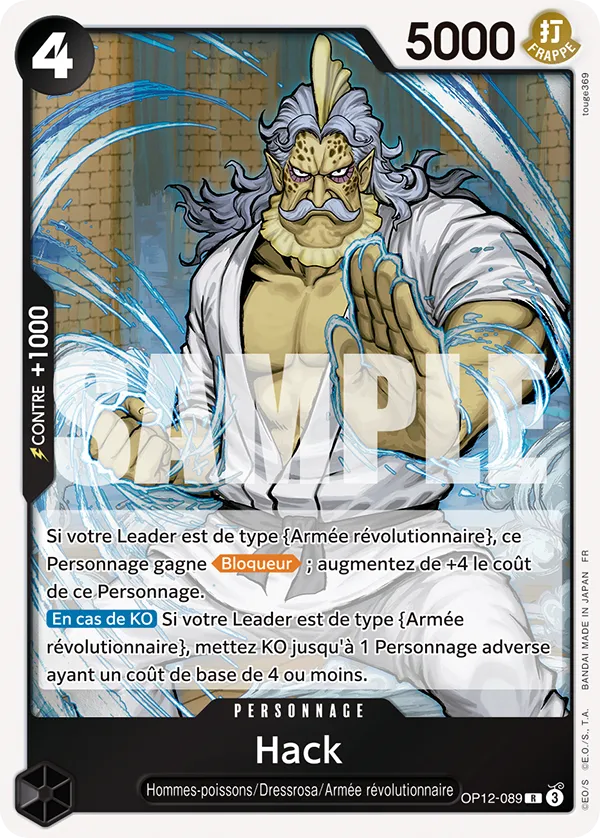 4
5000
打
FRAPPE
touge369
CONTRE +1000
SAMPLE
Si votre Leader est de type {Armée révolutionnaire}, ce
Personnage gagne Bloqueur ; augmentez de +4 le coût
de ce Personnage.
En cas de KO Si votre Leader est de type {Armée
révolutionnaire}, mettez KO jusqu'à 1 Personnage adverse
ayant un coût de base de 4 ou moins.
PERSONNAGE
Hack
Hommes-poissons/Dressrosa/Armée révolutionnaire
OP12-089 R 3
©EO/S ©E.O./S., T.A. BANDAI MADE IN JAPAN FR